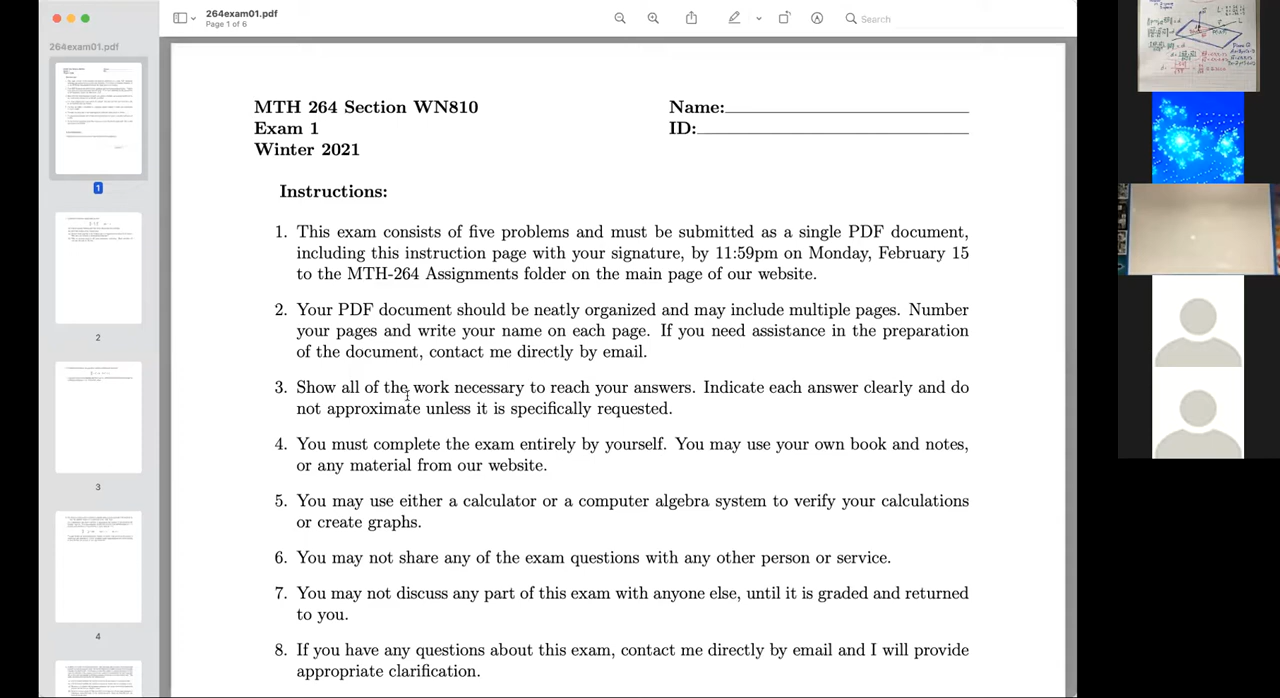 264exam01.pdf
Page 1 of 6
Search
264exam01.pdf
1
2
3
4
MTH 264 Section WN810
Name:
Exam 1
ID:
Winter 2021
Instructions:
1. This exam consists of five problems and must be submitted as a single PDF document,
including this instruction page with your signature, by 11:59pm on Monday, February 15
to the MTH-264 Assignments folder on the main page of our website.
2. Your PDF document should be neatly organized and may include multiple pages. Number
your pages and write your name on each page. If you need assistance in the preparation
of the document, contact me directly by email.
3. Show all of the work necessary to reach your answers. Indicate each answer clearly and do
not approximate unless it is specifically requested.
4. You must complete the exam entirely by yourself. You may use your own book and notes,
or any material from our website.
5. You may use either a calculator or a computer algebra system to verify your calculations
or create graphs.
6. You may not share any of the exam questions with any other person or service.
7. You may not discuss any part of this exam with anyone else, until it is graded and returned
to you.
8. If you have any questions about this exam, contact me directly by email and I will provide
appropriate clarification.